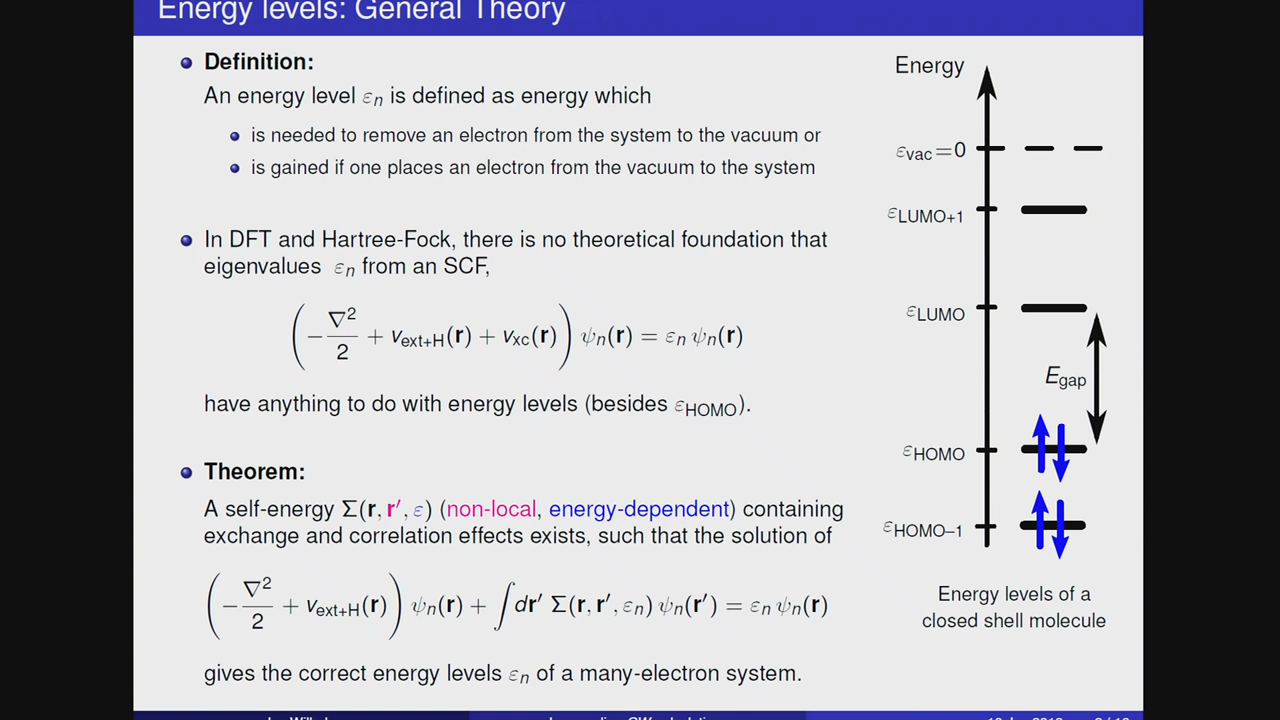 Energy levels: General Theory
Definition:
An energy level εn is defined as energy which
is needed to remove an electron from the system to the vacuum or
is gained if one places an electron from the vacuum to the system
In DFT and Hartree-Fock, there is no theoretical foundation that
eigenvalues εn from an SCF,
(−∇²/2 + vext+H(r) + vxc(r)) ψn(r) = εn ψn(r)
have anything to do with energy levels (besides εHOMO).
Theorem:
A self-energy Σ(r, r′, ε) (non-local, energy-dependent) containing
exchange and correlation effects exists, such that the solution of
(−∇²/2 + vext+H(r)) ψn(r) + ∫dr′ Σ(r, r′, εn) ψn(r′) = εn ψn(r)
gives the correct energy levels εn of a many-electron system.
Energy
εvac=0
εLUMO+1
εLUMO
Egap
εHOMO
εHOMO–1
Energy levels of a
closed shell molecule